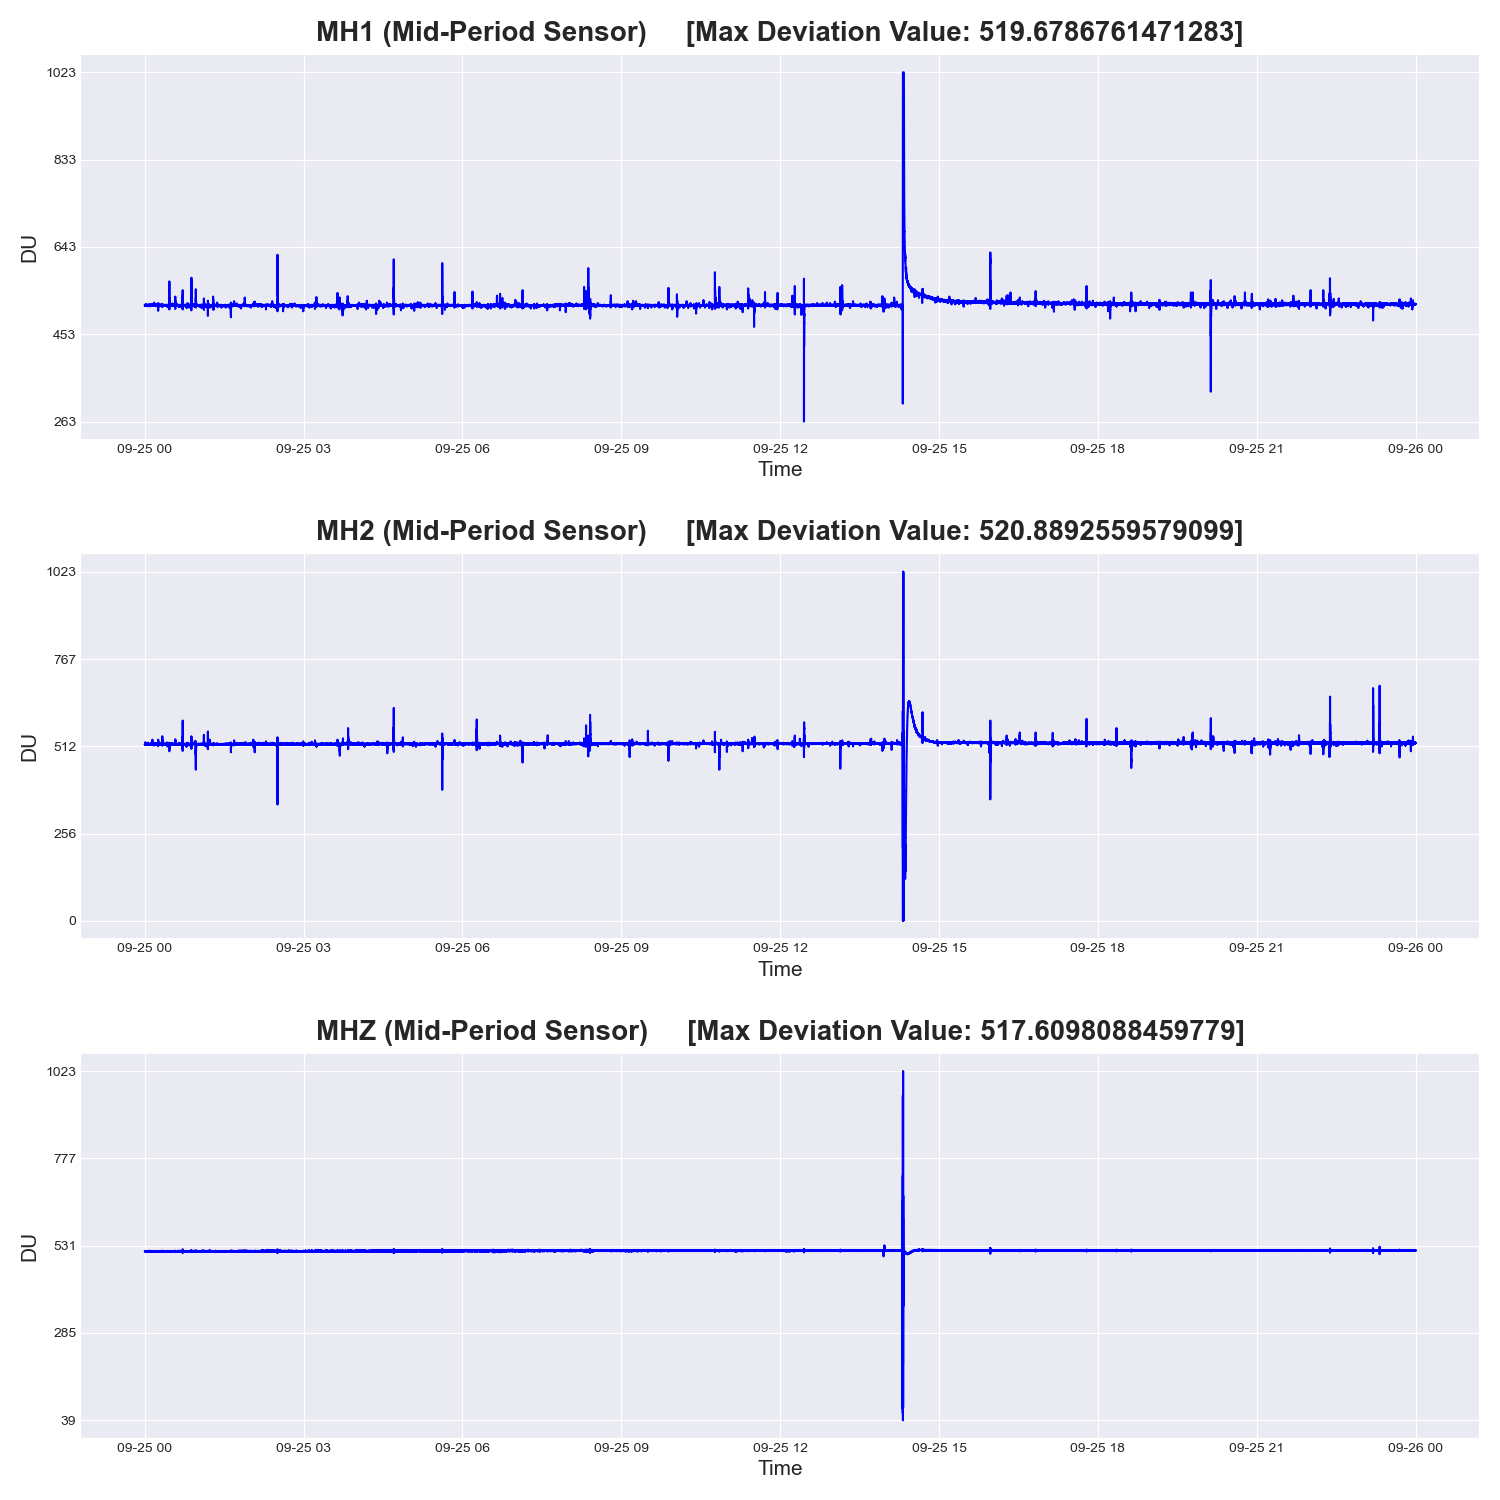 MH1 (Mid-Period Sensor) [Max Deviation Value: 519.6786761471283]
1023
833
643
453
263
DU
09-25 00 09-25 03 09-25 06 09-25 09 09-25 12 09-25 15 09-25 18 09-25 21 09-26 00
Time
MH2 (Mid-Period Sensor) [Max Deviation Value: 520.8892559579099]
1023
767
512
256
0
DU
09-25 00 09-25 03 09-25 06 09-25 09 09-25 12 09-25 15 09-25 18 09-25 21 09-26 00
Time
MHZ (Mid-Period Sensor) [Max Deviation Value: 517.6098088459779]
1023
777
531
285
39
DU
09-25 00 09-25 03 09-25 06 09-25 09 09-25 12 09-25 15 09-25 18 09-25 21 09-26 00
Time